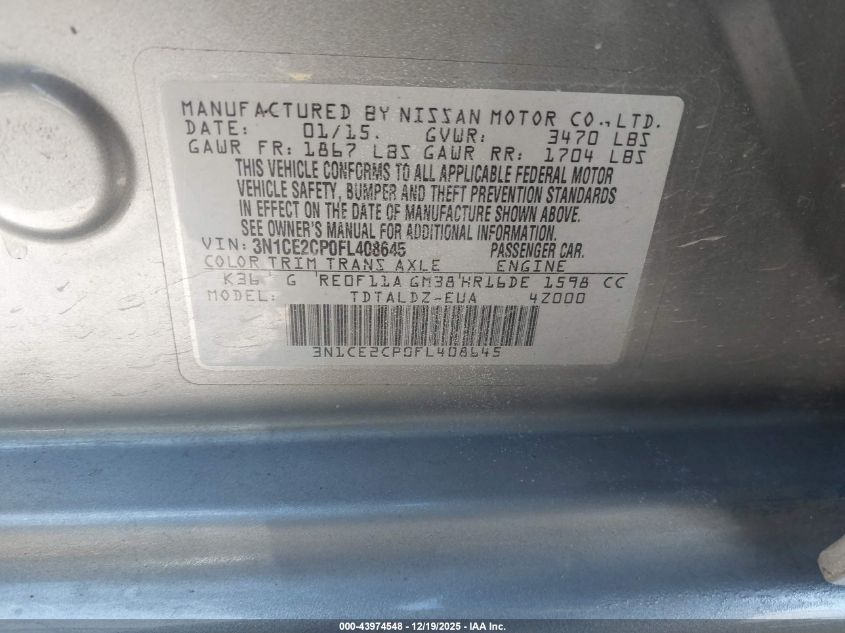 MANUFACTURED BY NISSAN MOTOR CO., LTD.
DATE: 01/15. GVWR: 3470 LBS
GAWR FR: 1867 LBS GAWR RR: 1704 LBS
THIS VEHICLE CONFORMS TO ALL APPLICABLE FEDERAL MOTOR
VEHICLE SAFETY, BUMPER AND THEFT PREVENTION STANDARDS
IN EFFECT ON THE DATE OF MANUFACTURE SHOWN ABOVE.
SEE OWNER'S MANUAL FOR ADDITIONAL INFORMATION.
VIN: 3N1CE2CP0FL408645 PASSENGER CAR.
COLOR TRIM TRANS AXLE ENGINE
K36 G RE0F11A GM38 HR16DE 1598 CC
MODEL: TDTALDZ-EUA 4Z000
3N1CE2CP0FL408645
000-43974548 - 12/19/2025 - IAA Inc.